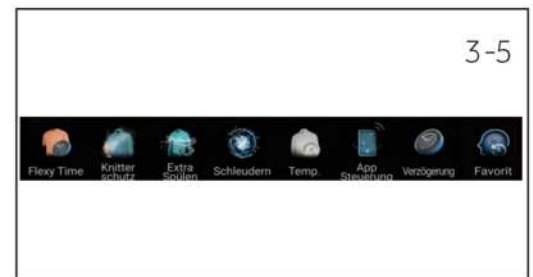 3-5
Flexy Time
Knitter
schutz
Extra
Spülen
Schleudern
Temp.
App
Steuerung
Verzögerung
Favorit